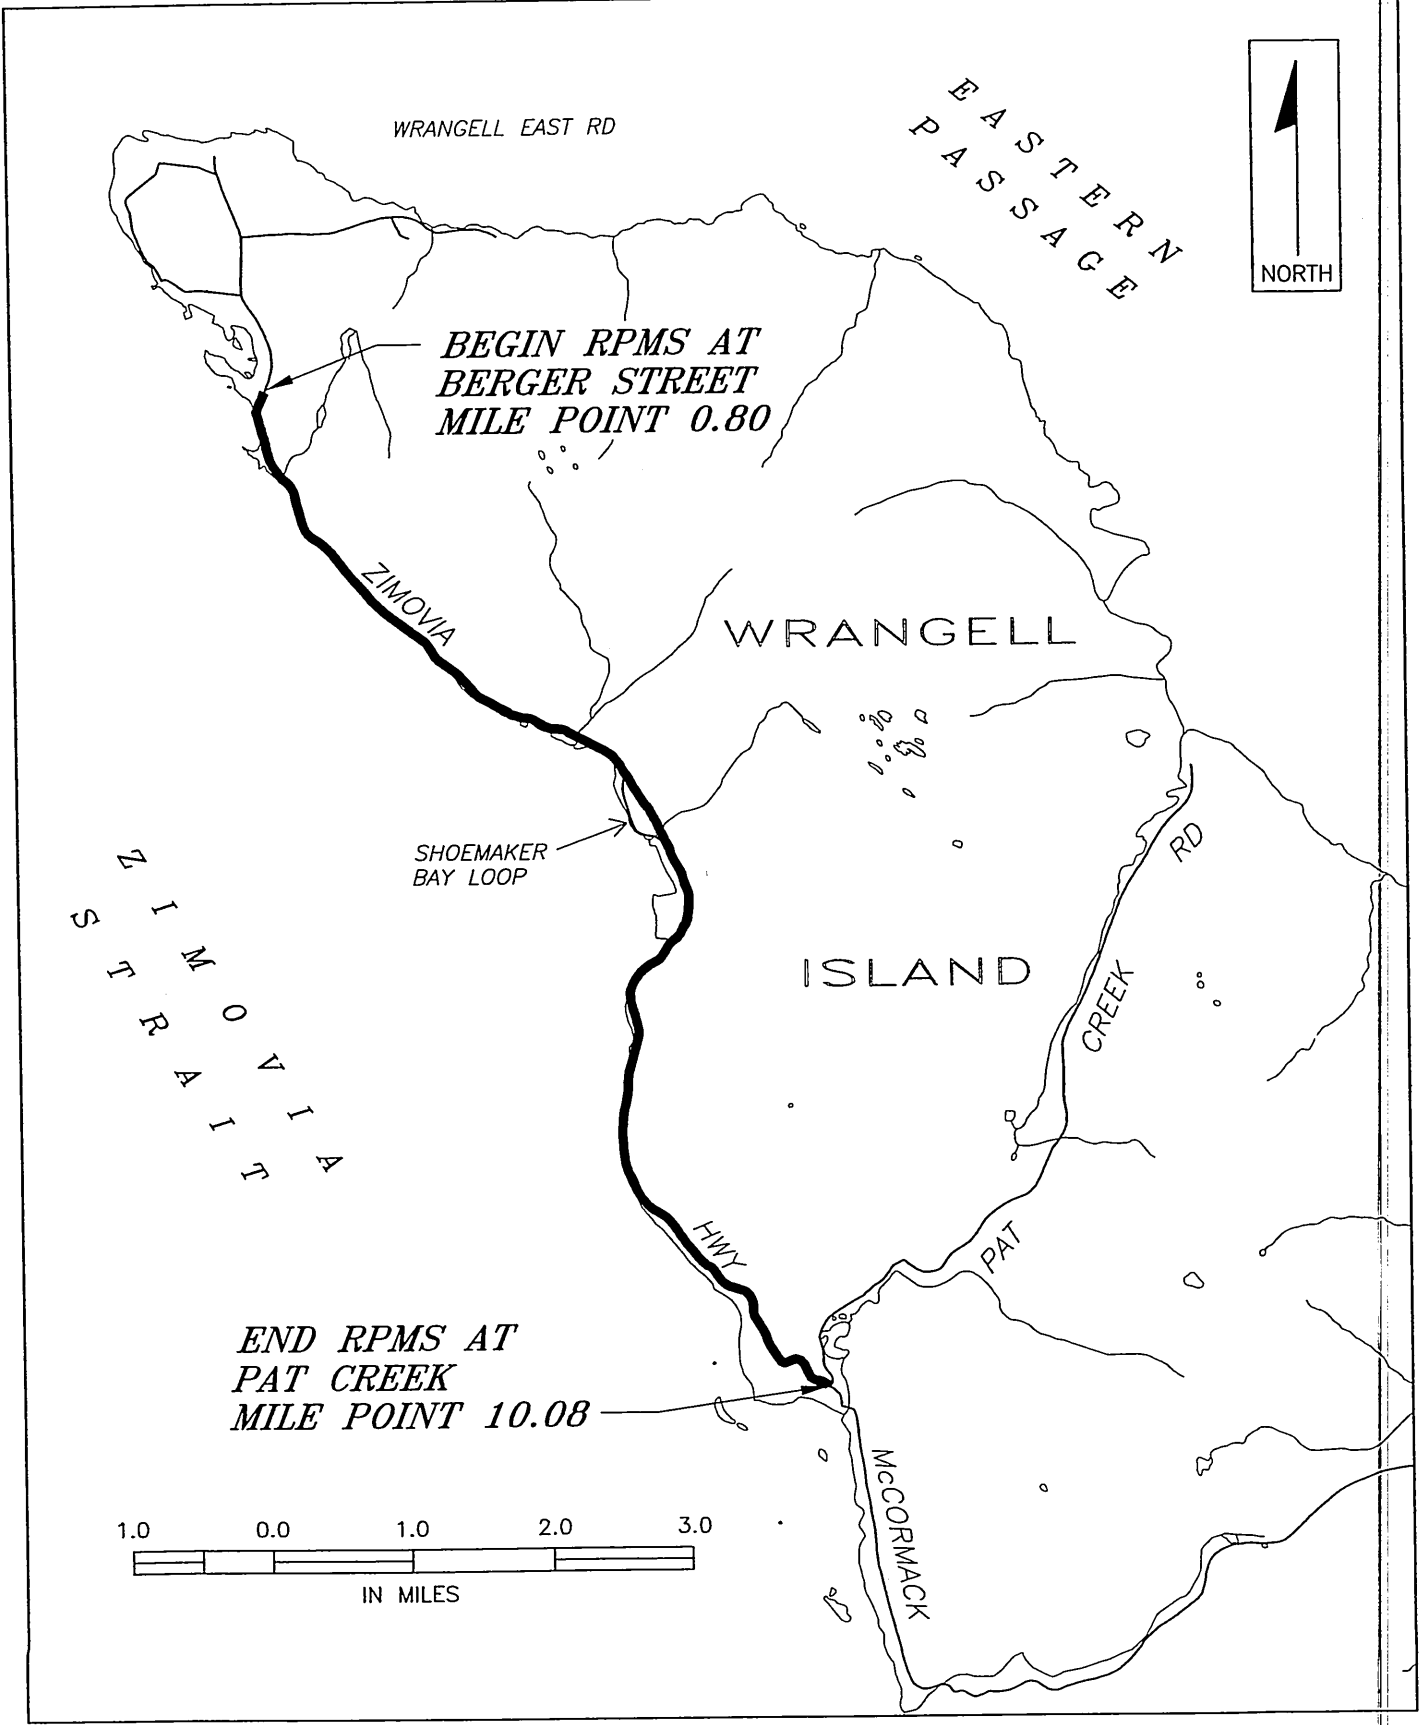 WRANGELL EAST RD
EASTERN
PASSAGE
NORTH
BEGIN RPMS AT
BERGER STREET
MILE POINT 0.80
ZIMOVIA
WRANGELL
SHOEMAKER
BAY LOOP
RD
ZIMOVIA
STRAIT
ISLAND
CREEK
HWY
PAT
END RPMS AT
PAT CREEK
MILE POINT 10.08
McCORMACK
1.0 0.0 1.0 2.0 3.0
IN MILES